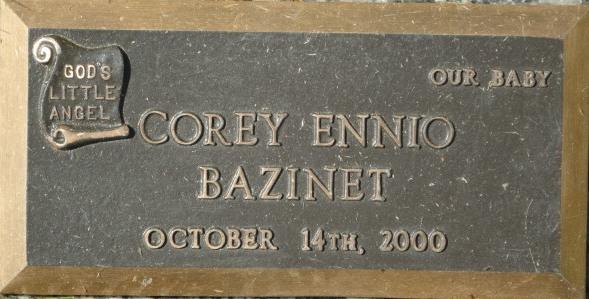 GOD'S
LITTLE
ANGEL
OUR BABY
COREY ENNIO
BAZINET
OCTOBER 14TH, 2000